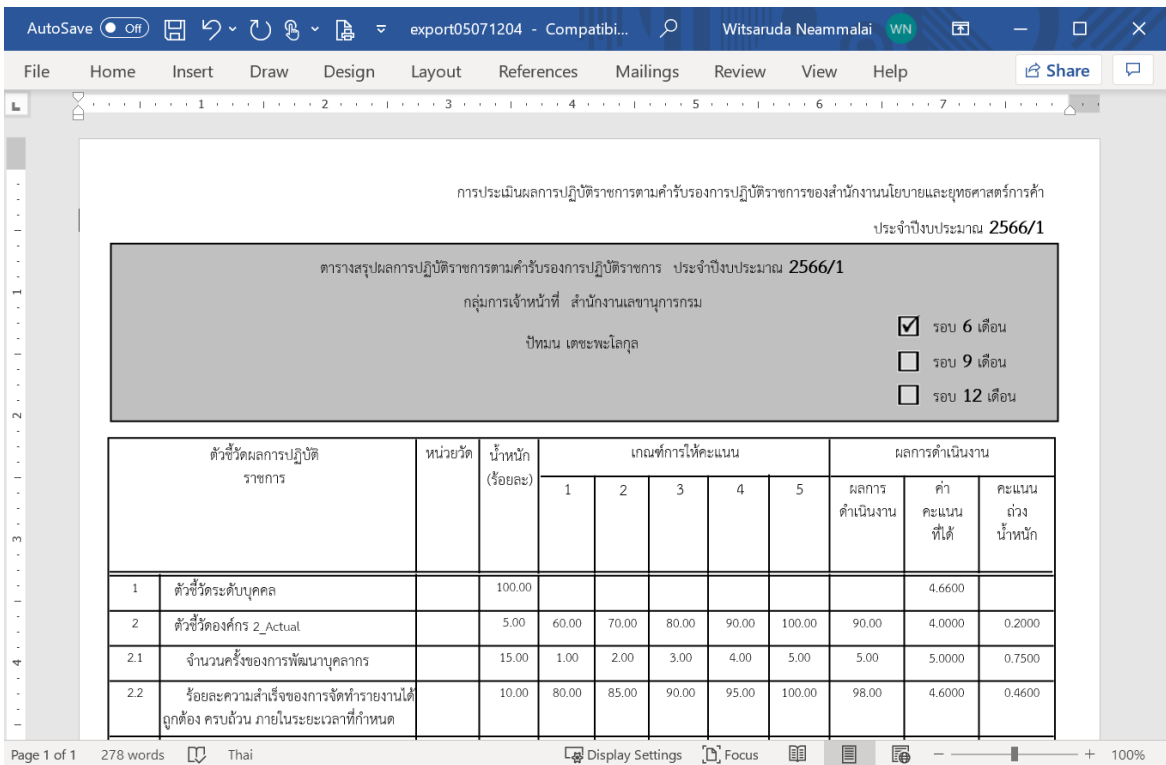 AutoSave Off export05071204 - Compatibi... Witsaruda Neammalai WN
File Home Insert Draw Design Layout References Mailings Review View Help Share
1 2 3 4 5 6 7
การประเมินผลการปฏิบัติราชการตามคำรับรองการปฏิบัติราชการของสำนักงานนโยบายและยุทธศาสตร์การค้า
ประจำปีงบประมาณ 2566/1
ตารางสรุปผลการปฏิบัติราชการตามคำรับรองการปฏิบัติราชการ ประจำปีงบประมาณ 2566/1
กลุ่มการเจ้าหน้าที่ สำนักงานเลขานุการกรม
ปัทมน เตชะพะโลกุล
รอบ 6 เดือน
รอบ 9 เดือน
รอบ 12 เดือน
ตัวชี้วัดผลการปฏิบัติ หน่วยวัด น้ำหนัก เกณฑ์การให้คะแนน ผลการดำเนินงาน
ราชการ (ร้อยละ)
1 2 3 4 5 ผลการ ค่า คะแนน
ดำเนินงาน คะแนน ถ่วง
ที่ได้ น้ำหนัก
1 ตัวชี้วัดระดับบุคคล 100.00 4.6600
2 ตัวชี้วัดองค์กร 2_Actual 5.00 60.00 70.00 80.00 90.00 100.00 90.00 4.0000 0.2000
2.1 จำนวนครั้งของการพัฒนาบุคลากร 15.00 1.00 2.00 3.00 4.00 5.00 5.00 5.0000 0.7500
2.2 ร้อยละความสำเร็จของการจัดทำรายงานได้ 10.00 80.00 85.00 90.00 95.00 100.00 98.00 4.6000 0.4600
ถูกต้อง ครบถ้วน ภายในระยะเวลาที่กำหนด
1 2 3 4
Page 1 of 1 278 words Thai Display Settings Focus 100%